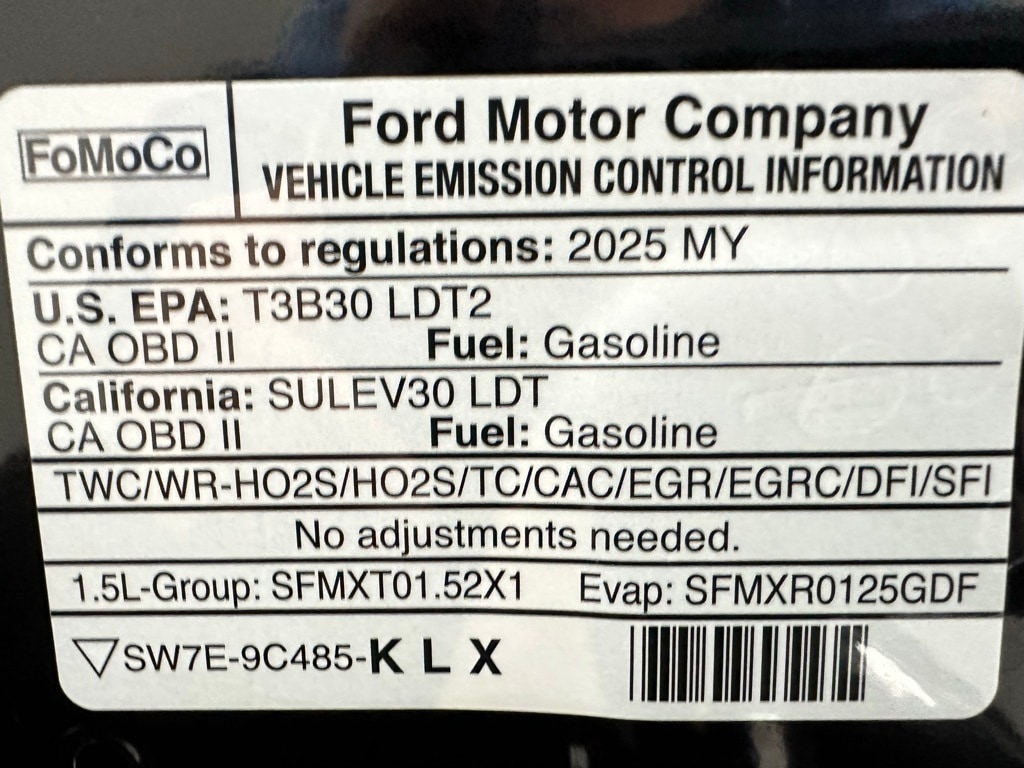 FoMoCo
Ford Motor Company
VEHICLE EMISSION CONTROL INFORMATION
Conforms to regulations: 2025 MY
U.S. EPA: T3B30 LDT2
CA OBD II Fuel: Gasoline
California: SULEV30 LDT
CA OBD II Fuel: Gasoline
TWC/WR-HO2S/HO2S/TC/CAC/EGR/EGRC/DFI/SFI
No adjustments needed.
1.5L-Group: SFMXT01.52X1 Evap: SFMXR0125GDF
SW7E-9C485-K L X